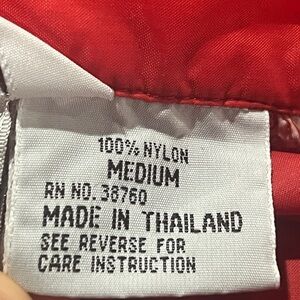 100% NYLON
MEDIUM
RN NO. 38760
MADE IN THAILAND
SEE REVERSE FOR
CARE INSTRUCTION